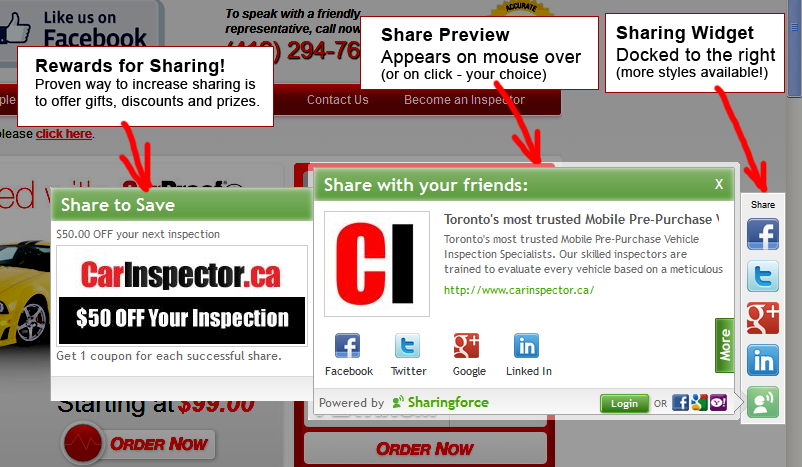 Like us on
Facebook
To speak with a friendly
representative, call now
ACCURATE
Rewards for Sharing!
Proven way to increase sharing is
to offer gifts, discounts and prizes.
Share Preview
Appears on mouse over
(or on click - your choice)
Sharing Widget
Docked to the right
(more styles available!)
Contact Us
Become an Inspector
please click here.
Share to Save
$50.00 OFF your next inspection
CarInspector.ca
$50 OFF Your Inspection
Get 1 coupon for each successful share.
Share with your friends:
X
CI
Toronto's most trusted Mobile Pre-Purchase
Toronto's most trusted Mobile Pre-Purchase Vehicle
Inspection Specialists. Our skilled inspectors are
trained to evaluate every vehicle based on a meticulous
http://www.carinspector.ca/
More
Facebook
Twitter
Google
Linked In
Powered by Sharingforce
Login
OR
Share
Starting at $99.00
ORDER NOW
ORDER NOW